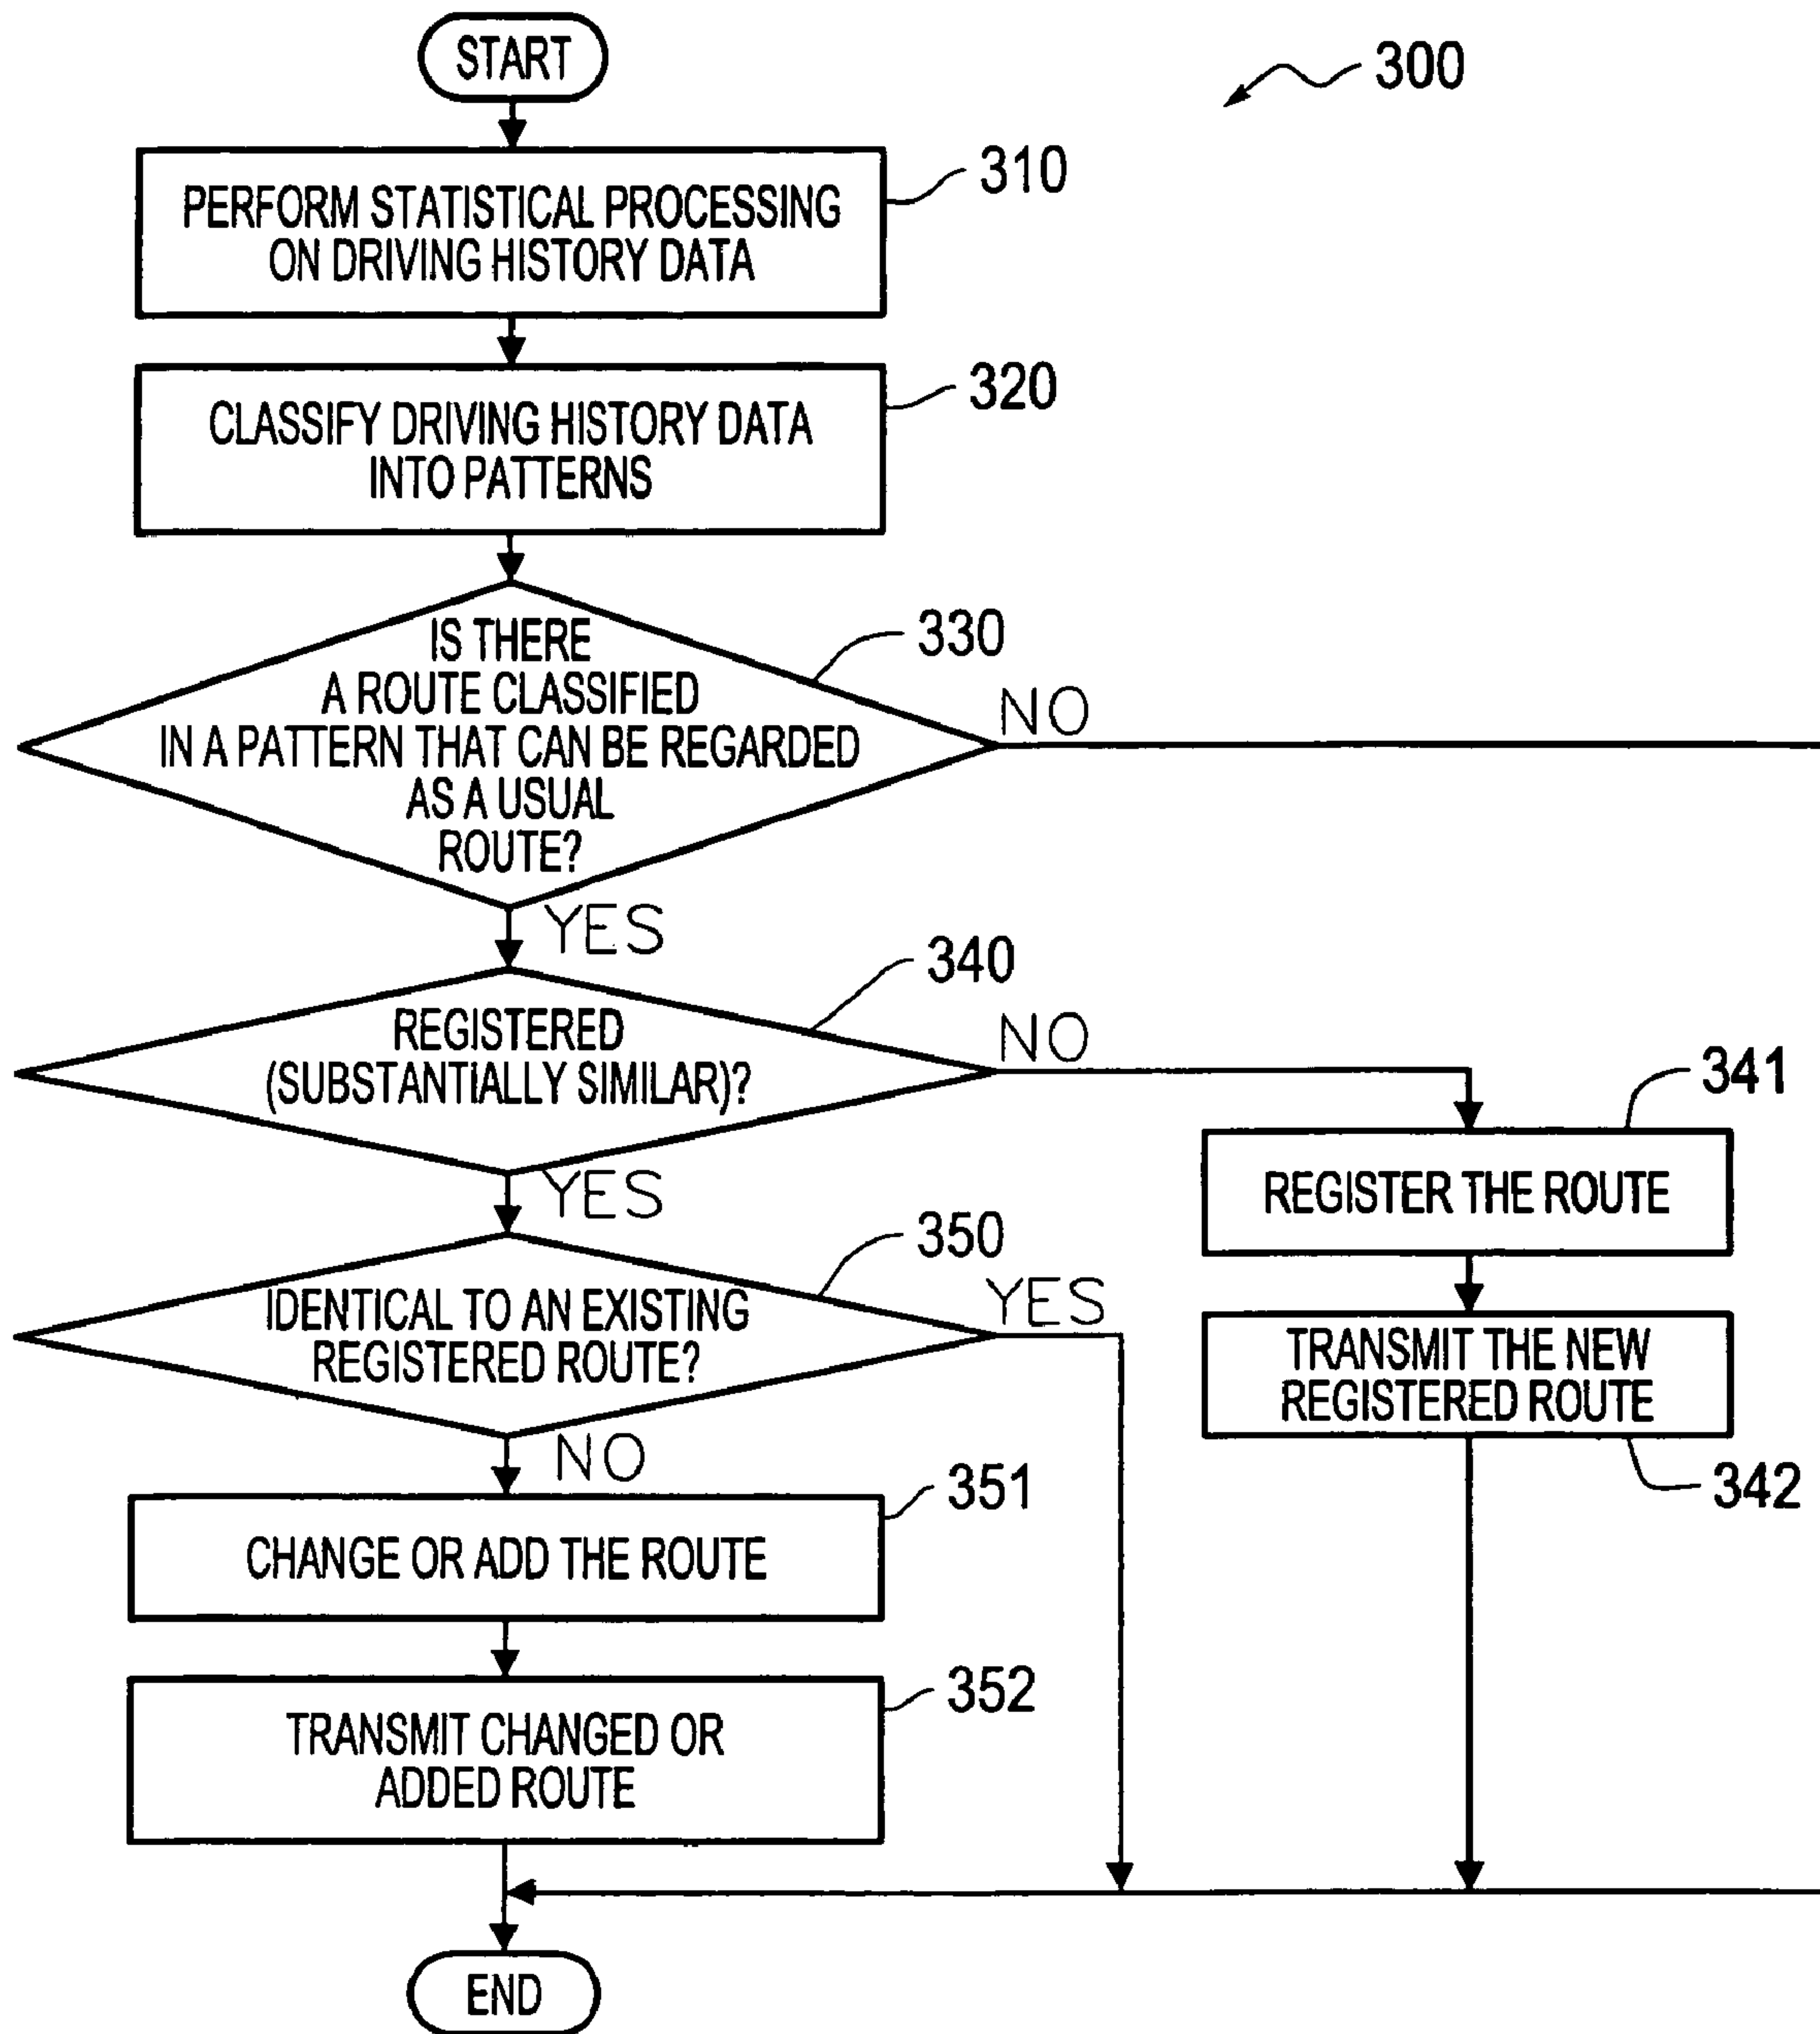 START
300
310
PERFORM STATISTICAL PROCESSING
ON DRIVING HISTORY DATA
320
CLASSIFY DRIVING HISTORY DATA
INTO PATTERNS
330
IS THERE
A ROUTE CLASSIFIED
IN A PATTERN THAT CAN BE REGARDED
AS A USUAL
ROUTE?
NO
YES
340
REGISTERED
(SUBSTANTIALLY SIMILAR)?
NO
YES
341
REGISTER THE ROUTE
350
IDENTICAL TO AN EXISTING
REGISTERED ROUTE?
YES
NO
TRANSMIT THE NEW
REGISTERED ROUTE
342
351
CHANGE OR ADD THE ROUTE
352
TRANSMIT CHANGED OR
ADDED ROUTE
END